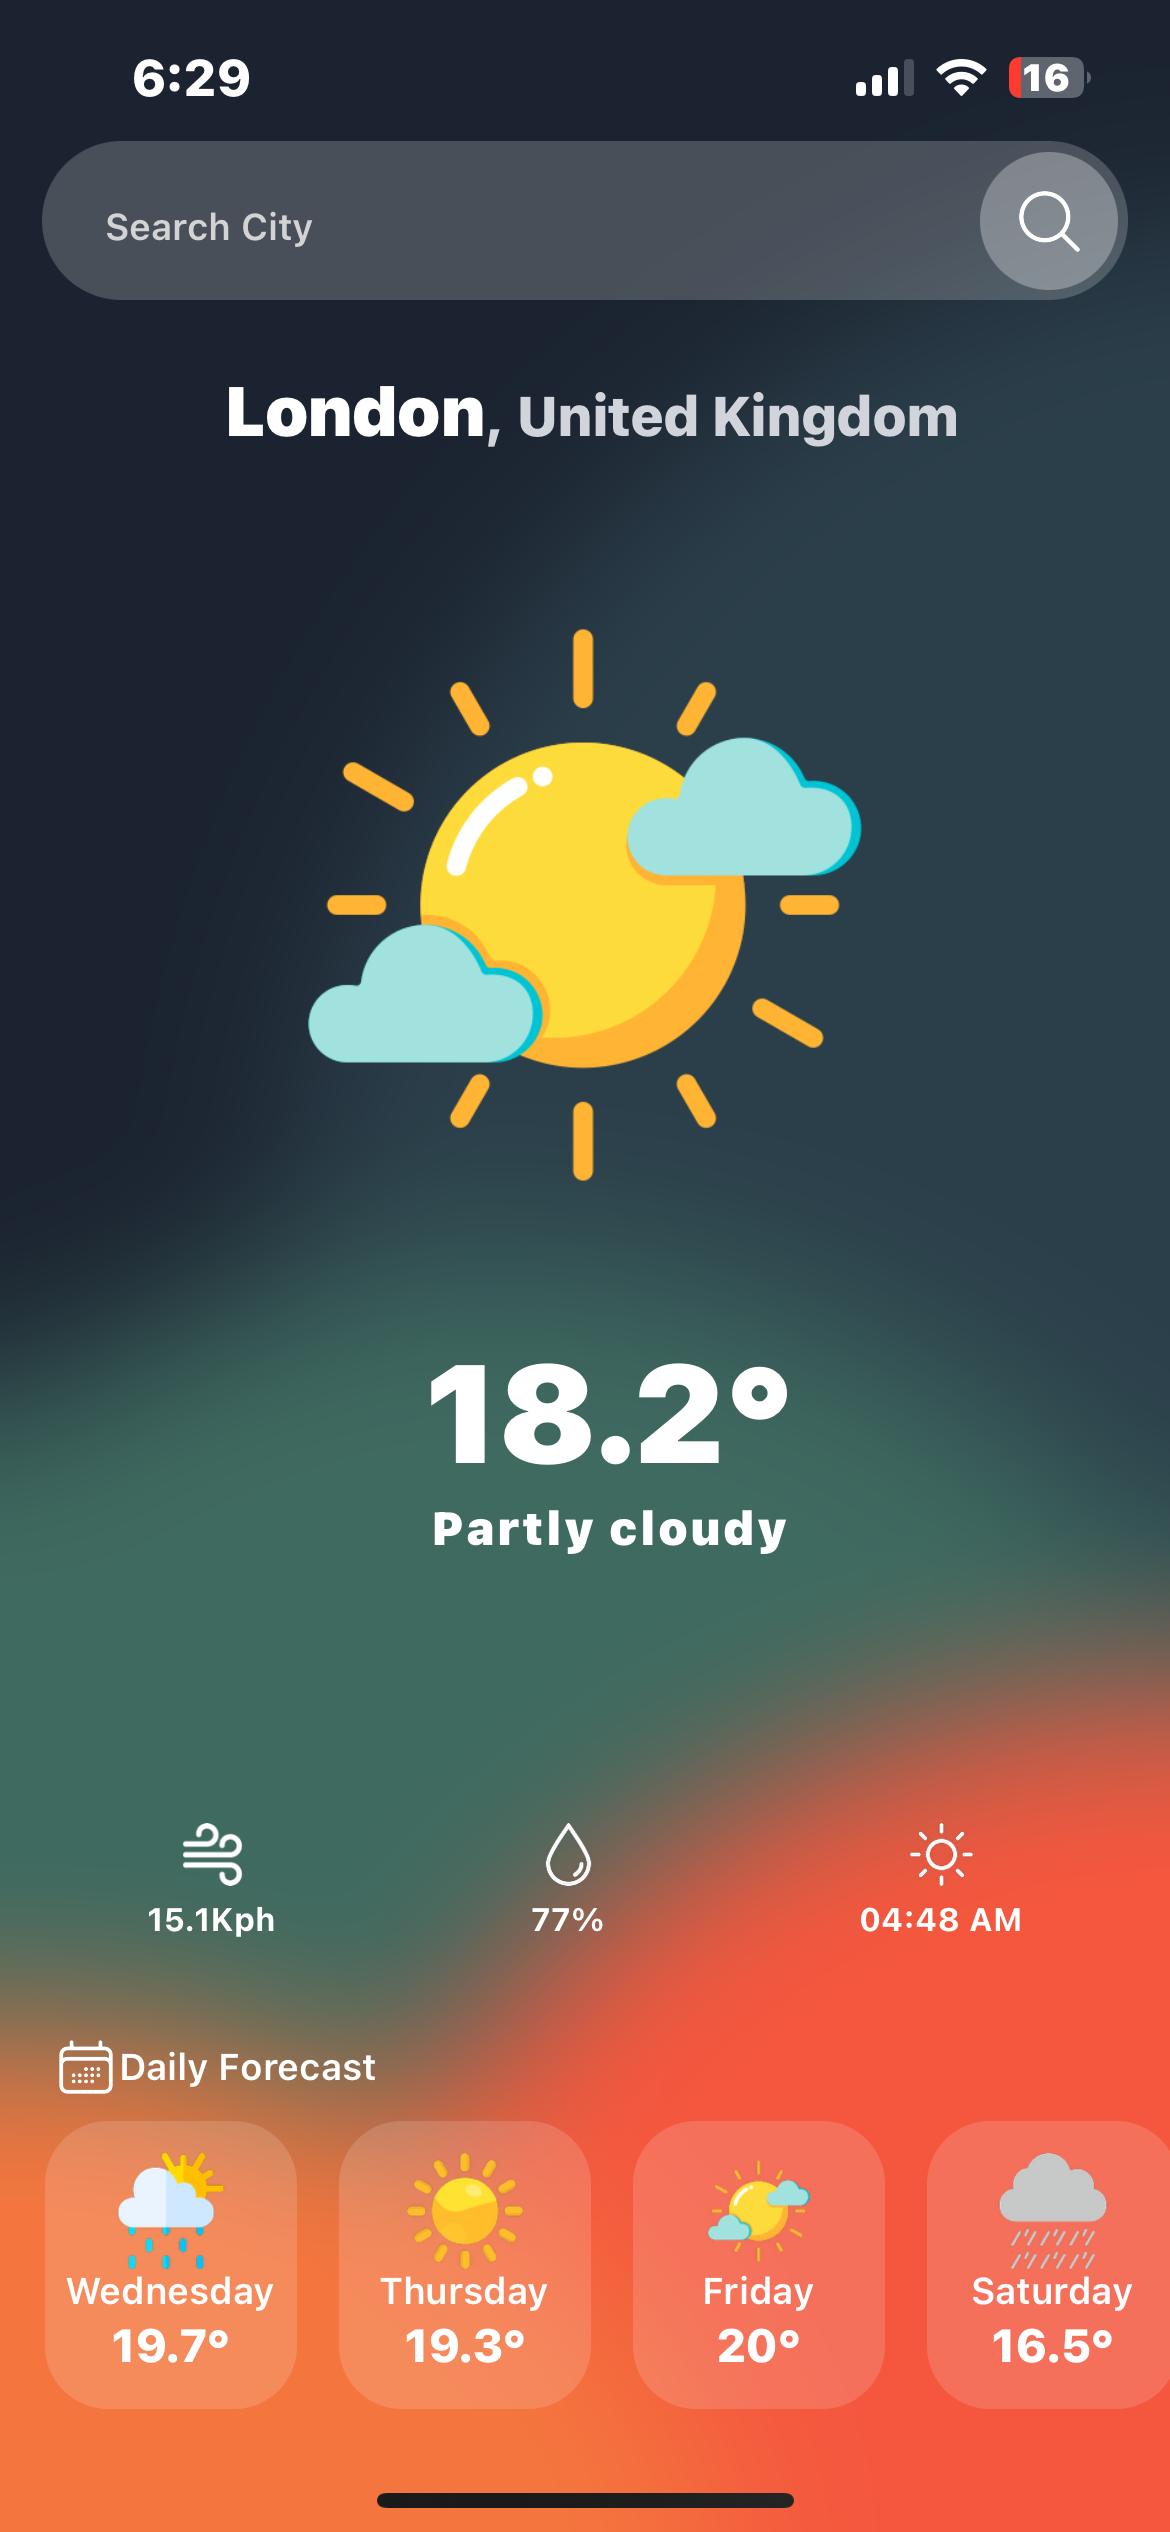 6:29
16
Search City
London, United Kingdom
18.2°
Partly cloudy
15.1Kph
77%
04:48 AM
Daily Forecast
Wednesday
19.7°
Thursday
19.3°
Friday
20°
Saturday
16.5°